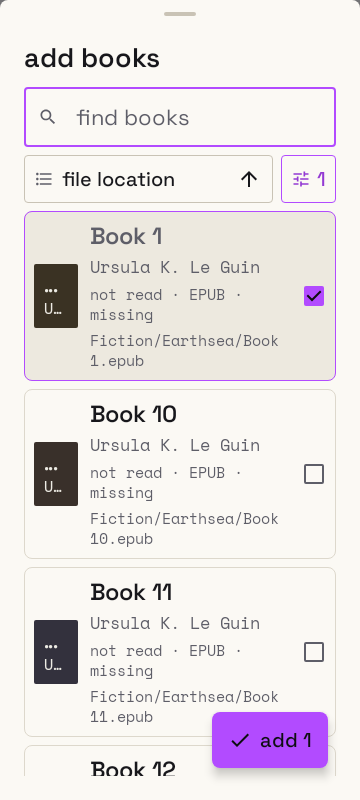 add books
find books
file location
1
Book 1
Ursula K. Le Guin
not read · EPUB ·
missing
Fiction/Earthsea/Book
1.epub
...
U...
Book 10
Ursula K. Le Guin
not read · EPUB ·
missing
Fiction/Earthsea/Book
10.epub
...
U...
Book 11
Ursula K. Le Guin
not read · EPUB ·
missing
Fiction/Earthsea/Book
11.epub
...
U...
add 1
Book 12